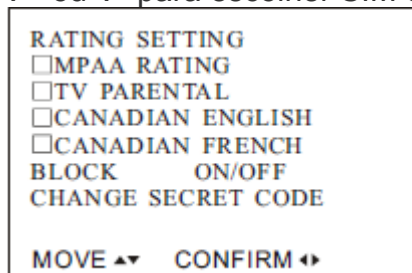 RATING SETTING
□MPAA RATING
□TV PARENTAL
□CANADIAN ENGLISH
□CANADIAN FRENCH
BLOCK ON/OFF
CHANGE SECRET CODE
MOVE ▲▼ CONFIRM ◀▶